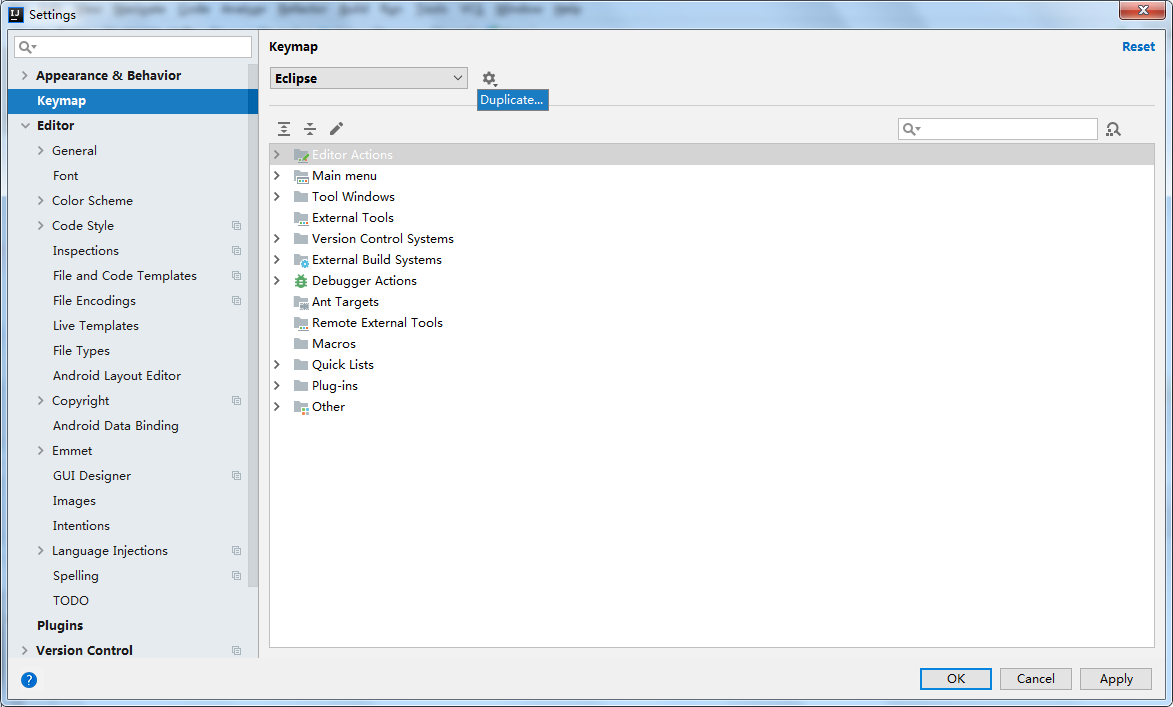 Settings
Keymap
Reset
Eclipse
Duplicate...
Appearance & Behavior
Keymap
Editor
General
Font
Color Scheme
Code Style
Inspections
File and Code Templates
File Encodings
Live Templates
File Types
Android Layout Editor
Copyright
Android Data Binding
Emmet
GUI Designer
Images
Intentions
Language Injections
Spelling
TODO
Plugins
Version Control
Editor Actions
Main menu
Tool Windows
External Tools
Version Control Systems
External Build Systems
Debugger Actions
Ant Targets
Remote External Tools
Macros
Quick Lists
Plug-ins
Other
?
OK
Cancel
Apply